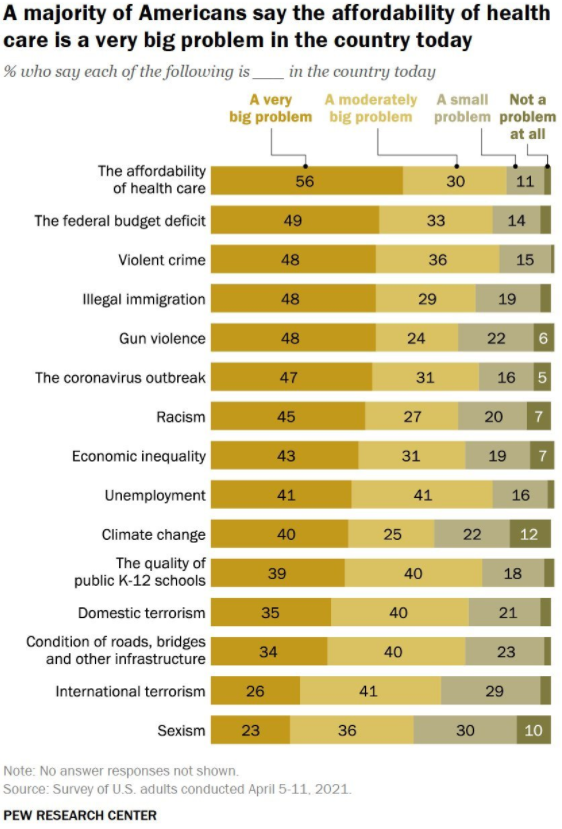 A majority of Americans say the affordability of health
care is a very big problem in the country today
% who say each of the following is ___ in the country today
A very
big problem
A moderately
big problem
A small
problem
Not a
problem
at all
The affordability
of health care
56 30 11
The federal budget deficit 49 33 14
Violent crime 48 36 15
Illegal immigration 48 29 19
Gun violence 48 24 22 6
The coronavirus outbreak 47 31 16 5
Racism 45 27 20 7
Economic inequality 43 31 19 7
Unemployment 41 41 16
Climate change 40 25 22 12
The quality of
public K-12 schools
39 40 18
Domestic terrorism 35 40 21
Condition of roads, bridges
and other infrastructure
34 40 23
International terrorism 26 41 29
Sexism 23 36 30 10
Note: No answer responses not shown.
Source: Survey of U.S. adults conducted April 5-11, 2021.
PEW RESEARCH CENTER